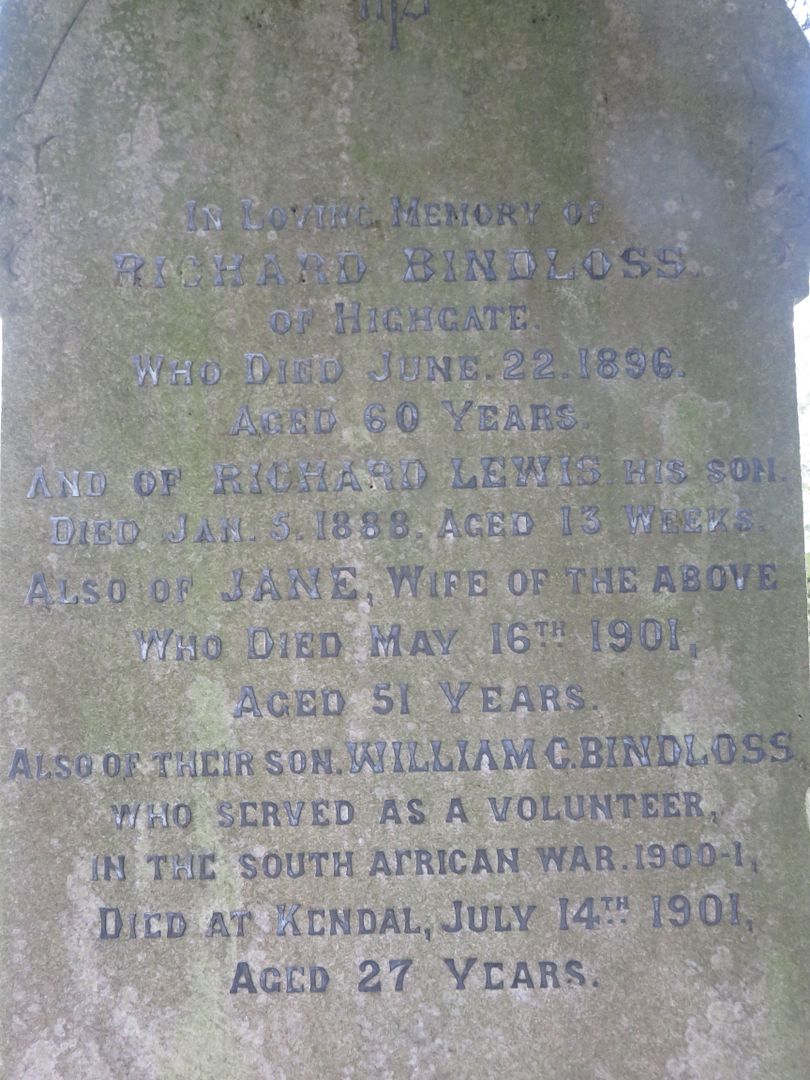 In Loving Memory of
RICHARD BINDLOSS.
of Highgate.
Who Died June. 22. 1896.
Aged 60 Years.
And of RICHARD LEWIS. his son.
Died Jan. 5. 1888. Aged 13 Weeks.
Also of JANE, Wife of the above
Who Died May 16TH 1901,
Aged 51 Years.
Also of their son. WILLIAM G. BINDLOSS
who served as a volunteer,
in the South African War. 1900-1,
Died at Kendal, July 14TH 1901,
Aged 27 Years.